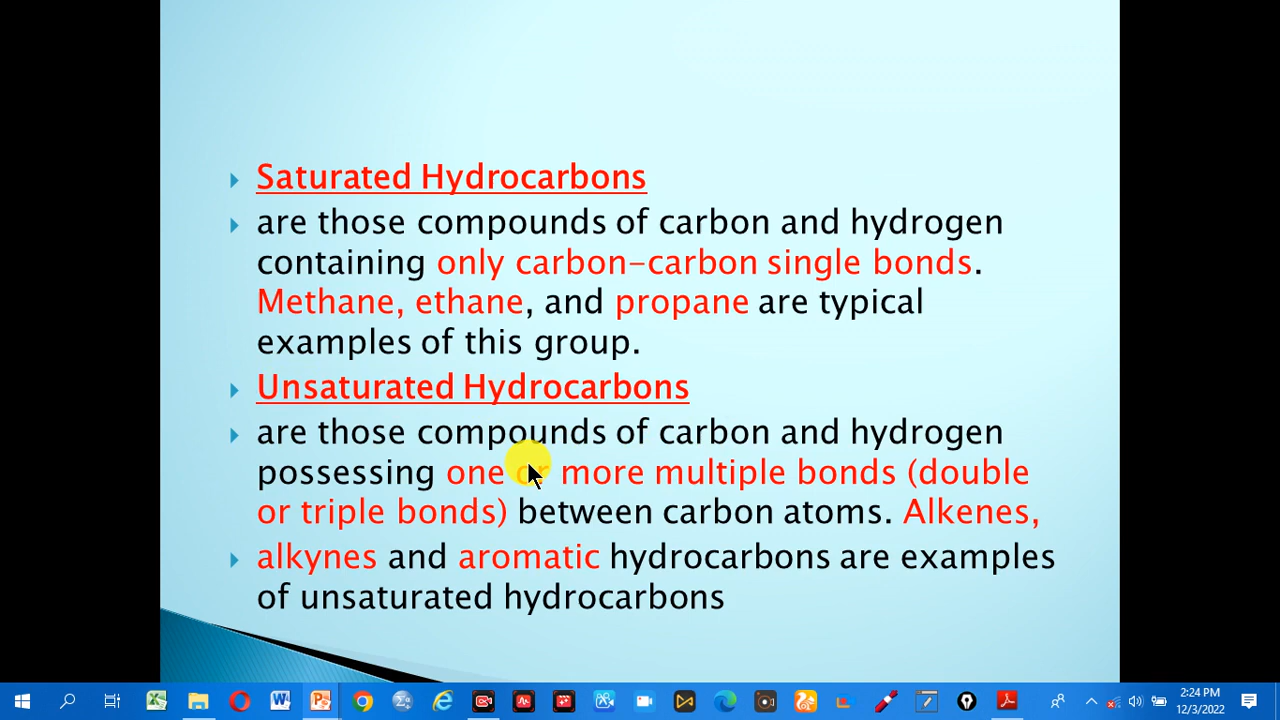 Saturated Hydrocarbons
are those compounds of carbon and hydrogen
containing only carbon-carbon single bonds.
Methane, ethane, and propane are typical
examples of this group.
Unsaturated Hydrocarbons
are those compounds of carbon and hydrogen
possessing one or more multiple bonds (double
or triple bonds) between carbon atoms. Alkenes,
alkynes and aromatic hydrocarbons are examples
of unsaturated hydrocarbons
2:24 PM
12/3/2022